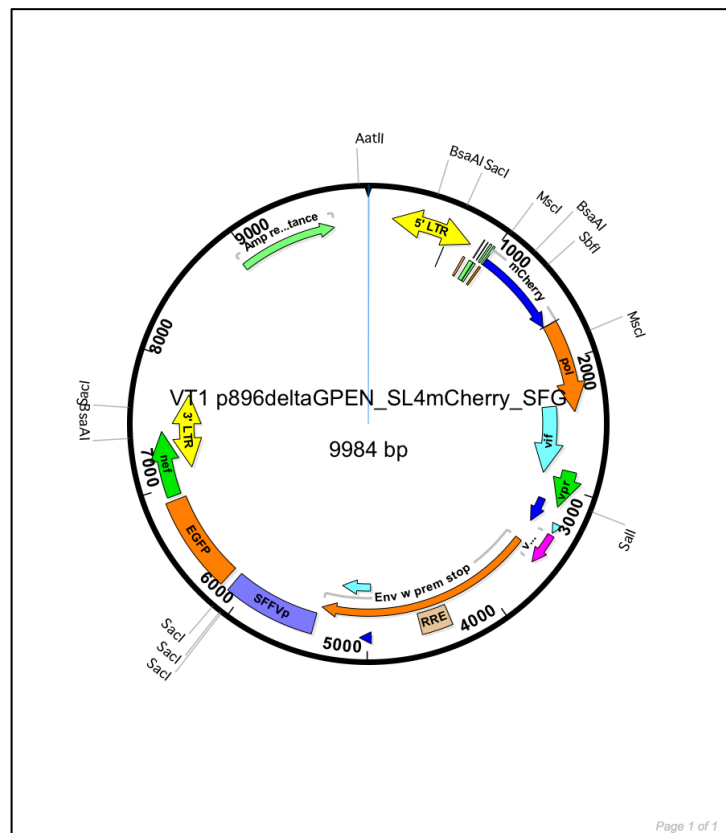 AatII
BsaAI
SacI
MscI
BsaAI
SbfI
MscI
SalI
SacI
SacI
SacI
BsaAI
SacI
1000
2000
3000
4000
5000
6000
7000
8000
9000
5' LTR
mCherry
pol
vif
vpr
v...
Env w prem stop
RRE
SFFVp
EGFP
nef
3' LTR
Amp re...tance
VT1 p896deltaGPEN_SL4mCherry_SFG
9984 bp
Page 1 of 1